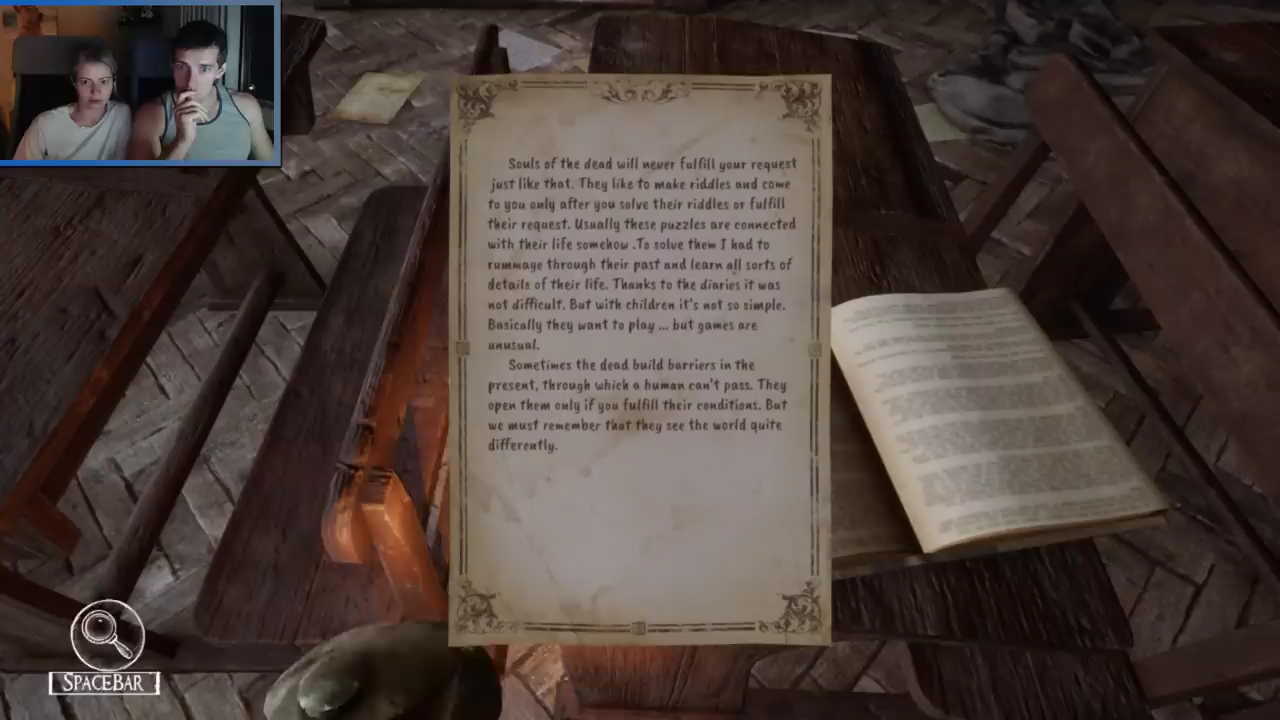 Souls of the dead will never fulfill your request
just like that. They like to make riddles and come
to you only after you solve their riddles or fulfill
their request. Usually these puzzles are connected
with their life somehow .To solve them I had to
rummage through their past and learn all sorts of
details of their life. Thanks to the diaries it was
not difficult. But with children it's not so simple.
Basically they want to play ... but games are
unusual.
Sometimes the dead build barriers in the
present, through which a human can't pass. They
open them only if you fulfill their conditions. But
we must remember that they see the world quite
differently.
SPACEBAR